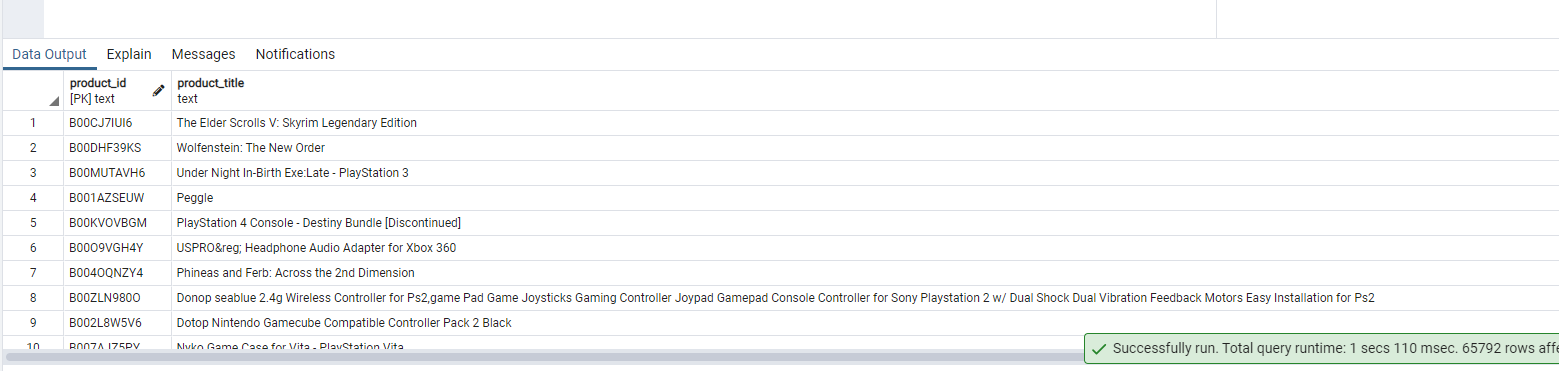 Data Output Explain Messages Notifications
product_id product_title
[PK] text text
1 B00CJ7IUI6 The Elder Scrolls V: Skyrim Legendary Edition
2 B00DHF39KS Wolfenstein: The New Order
3 B00MUTAVH6 Under Night In-Birth Exe:Late - PlayStation 3
4 B001AZSEUW Peggle
5 B00KVOVBGM PlayStation 4 Console - Destiny Bundle [Discontinued]
6 B00O9VGH4Y USPRO&reg; Headphone Audio Adapter for Xbox 360
7 B004OQNZY4 Phineas and Ferb: Across the 2nd Dimension
8 B00ZLN980O Donop seablue 2.4g Wireless Controller for Ps2,game Pad Game Joysticks Gaming Controller Joypad Gamepad Console Controller for Sony Playstation 2 w/ Dual Shock Dual Vibration Feedback Motors Easy Installation for Ps2
9 B002L8W5V6 Dotop Nintendo Gamecube Compatible Controller Pack 2 Black
10 B007AJZ5PY Nyko Game Case for Vita - PlayStation Vita
Successfully run. Total query runtime: 1 secs 110 msec. 65792 rows affe